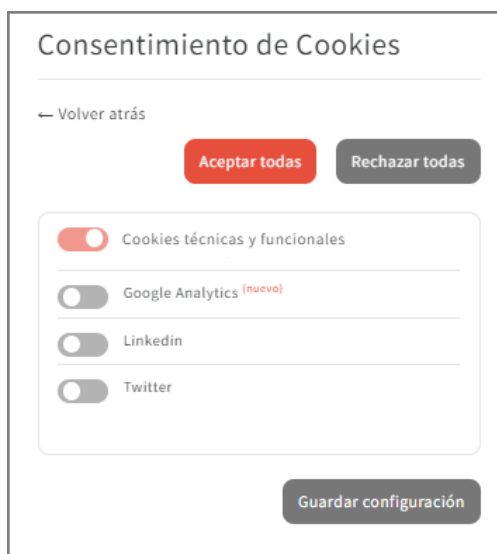 Consentimiento de Cookies
← Volver atrás
Aceptar todas Rechazar todas
Cookies técnicas y funcionales
Google Analytics (nuevo)
Linkedin
Twitter
Guardar configuración